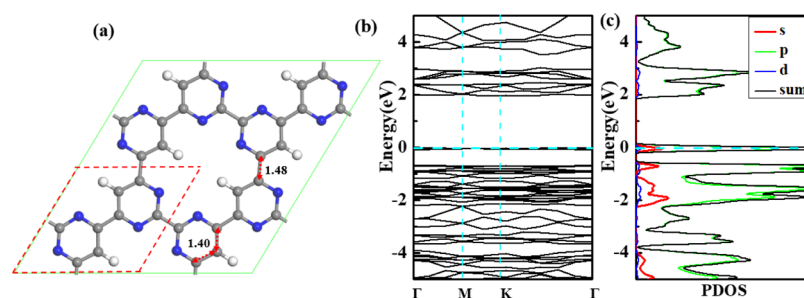 (a)
1.48
1.40
(b)
Energy(eV)
4
2
0
-2
-4
Γ M K Γ
(c)
Energy(eV)
4
2
0
-2
-4
s
p
d
sum
PDOS